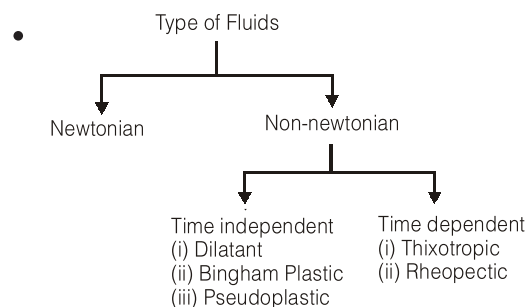 Type of Fluids
Newtonian
Non-newtonian
Time independent
(i) Dilatant
(ii) Bingham Plastic
(iii) Pseudoplastic
Time dependent
(i) Thixotropic
(ii) Rheopectic